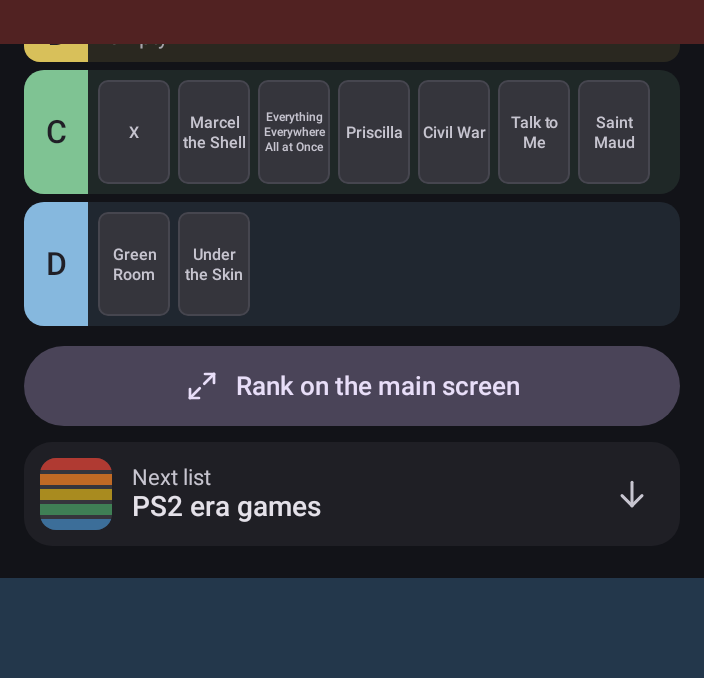 C
X
Marcel
the Shell
Everything
Everywhere
All at Once
Priscilla
Civil War
Talk to
Me
Saint
Maud
D
Green
Room
Under
the Skin
Rank on the main screen
Next list
PS2 era games